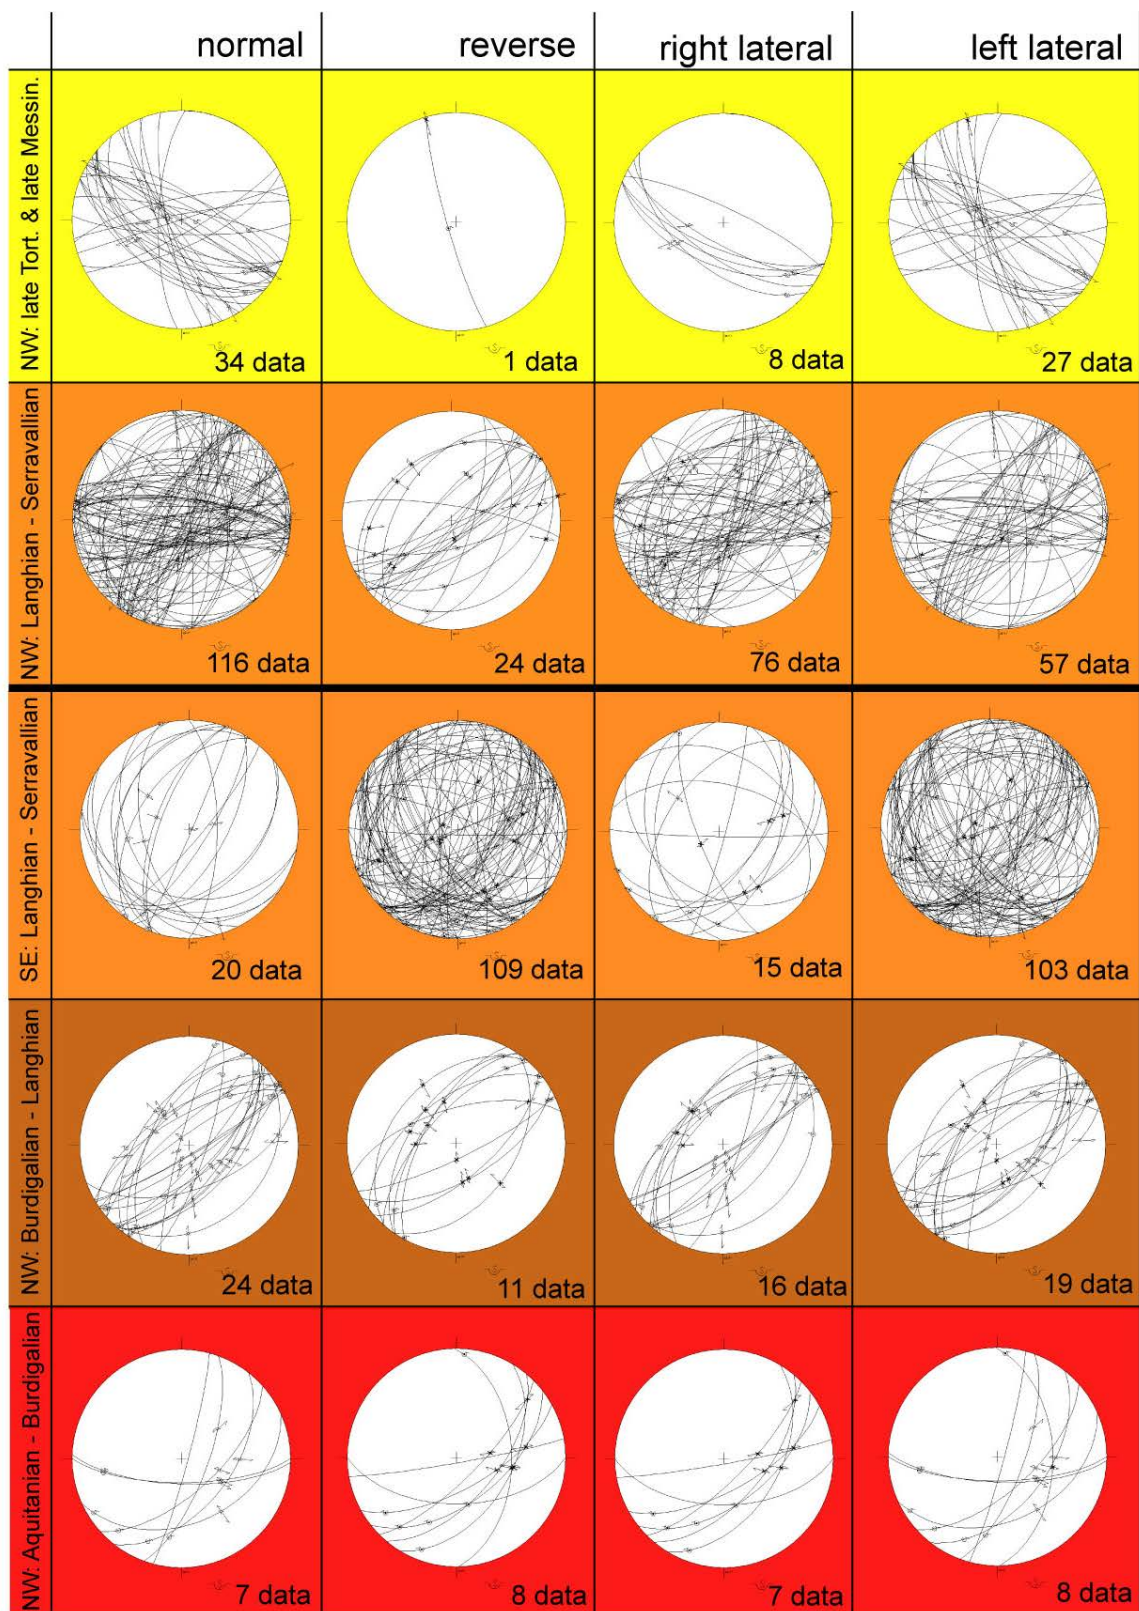 normal reverse right lateral left lateral
NW: late Tort. & late Messin.
34 data 1 data 8 data 27 data
NW: Langhian - Serravallian
116 data 24 data 76 data 57 data
SE: Langhian - Serravallian
20 data 109 data 15 data 103 data
NW: Burdigalian - Langhian
24 data 11 data 16 data 19 data
NW: Aquitanian - Burdigalian
7 data 8 data 7 data 8 data